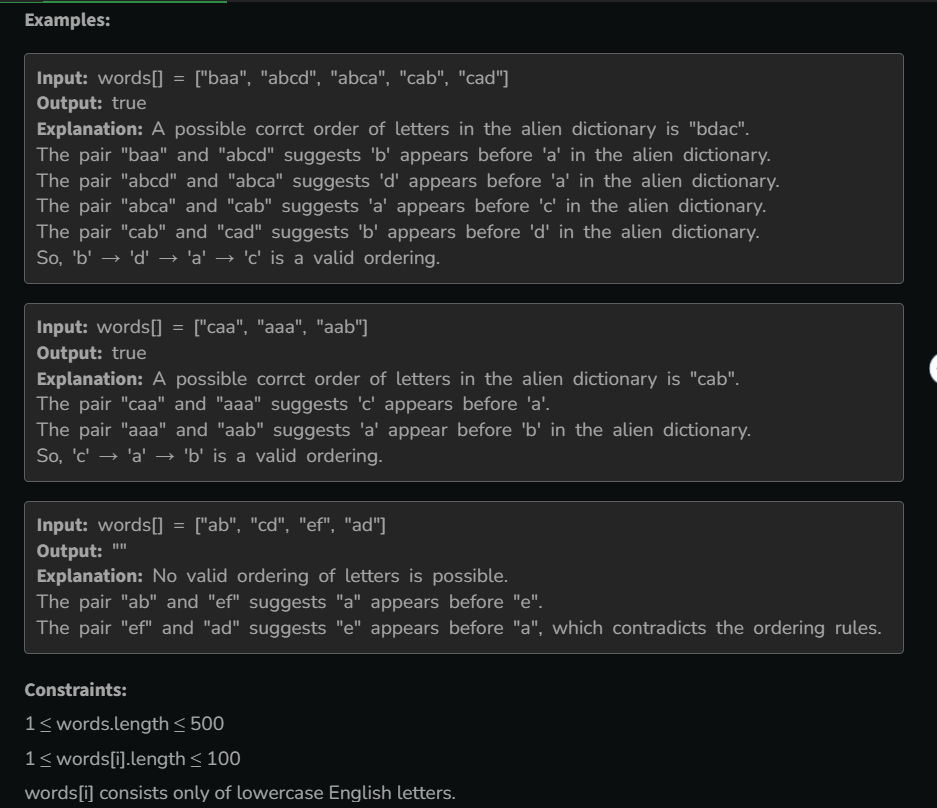 Examples:
Input: words[] = ["baa", "abcd", "abca", "cab", "cad"]
Output: true
Explanation: A possible corrct order of letters in the alien dictionary is "bdac".
The pair "baa" and "abcd" suggests 'b' appears before 'a' in the alien dictionary.
The pair "abcd" and "abca" suggests 'd' appears before 'a' in the alien dictionary.
The pair "abca" and "cab" suggests 'a' appears before 'c' in the alien dictionary.
The pair "cab" and "cad" suggests 'b' appears before 'd' in the alien dictionary.
So, 'b' → 'd' → 'a' → 'c' is a valid ordering.
Input: words[] = ["caa", "aaa", "aab"]
Output: true
Explanation: A possible corrct order of letters in the alien dictionary is "cab".
The pair "caa" and "aaa" suggests 'c' appears before 'a'.
The pair "aaa" and "aab" suggests 'a' appear before 'b' in the alien dictionary.
So, 'c' → 'a' → 'b' is a valid ordering.
Input: words[] = ["ab", "cd", "ef", "ad"]
Output: ""
Explanation: No valid ordering of letters is possible.
The pair "ab" and "ef" suggests "a" appears before "e".
The pair "ef" and "ad" suggests "e" appears before "a", which contradicts the ordering rules.
Constraints:
1 ≤ words.length ≤ 500
1 ≤ words[i].length ≤ 100
words[i] consists only of lowercase English letters.